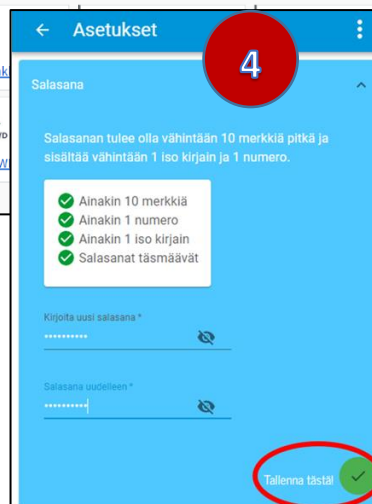 Asetukset
4
Salasana
Salasanan tulee olla vähintään 10 merkkiä pitkä ja
sisältää vähintään 1 iso kirjain ja 1 numero.
Ainakin 10 merkkiä
Ainakin 1 numero
Ainakin 1 iso kirjain
Salasanat täsmäävät
Kirjoita uusi salasana *
Salasana uudelleen *
Tallenna tästä!